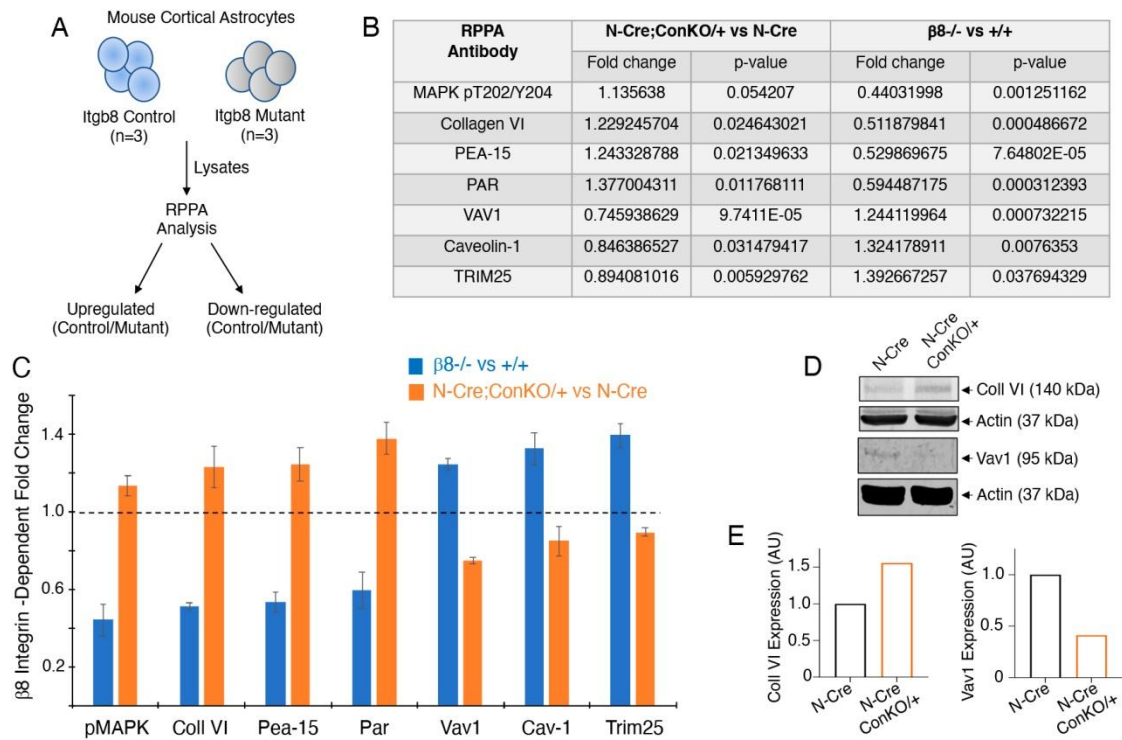 A
Mouse Cortical Astrocytes
Itgb8 Control
(n=3)
Itgb8 Mutant
(n=3)
Lysates
RPPA
Analysis
Upregulated
(Control/Mutant)
Down-regulated
(Control/Mutant)
B
RPPA
Antibody
N-Cre;ConKO/+ vs N-Cre
β8-/- vs +/+
Fold change p-value Fold change p-value
MAPK pT202/Y204 1.135638 0.054207 0.44031998 0.001251162
Collagen VI 1.229245704 0.024643021 0.511879841 0.000486672
PEA-15 1.243328788 0.021349633 0.529869675 7.64802E-05
PAR 1.377004311 0.011768111 0.594487175 0.000312393
VAV1 0.745938629 9.7411E-05 1.244119964 0.000732215
Caveolin-1 0.846386527 0.031479417 1.324178911 0.0076353
TRIM25 0.894081016 0.005929762 1.392667257 0.037694329
C
β8-/- vs +/+
N-Cre;ConKO/+ vs N-Cre
β8 Integrin -Dependent Fold Change
1.4
1.0
0.6
0.2
pMAPK Coll VI Pea-15 Par Vav1 Cav-1 Trim25
D
N-Cre
N-Cre
ConKO/+
Coll VI (140 kDa)
Actin (37 kDa)
Vav1 (95 kDa)
Actin (37 kDa)
E
Coll VI Expression (AU)
1.5
1.0
0.5
0
N-Cre
N-Cre
ConKO/+
Vav1 Expression (AU)
1.0
0.5
0
N-Cre
N-Cre
ConKO/+